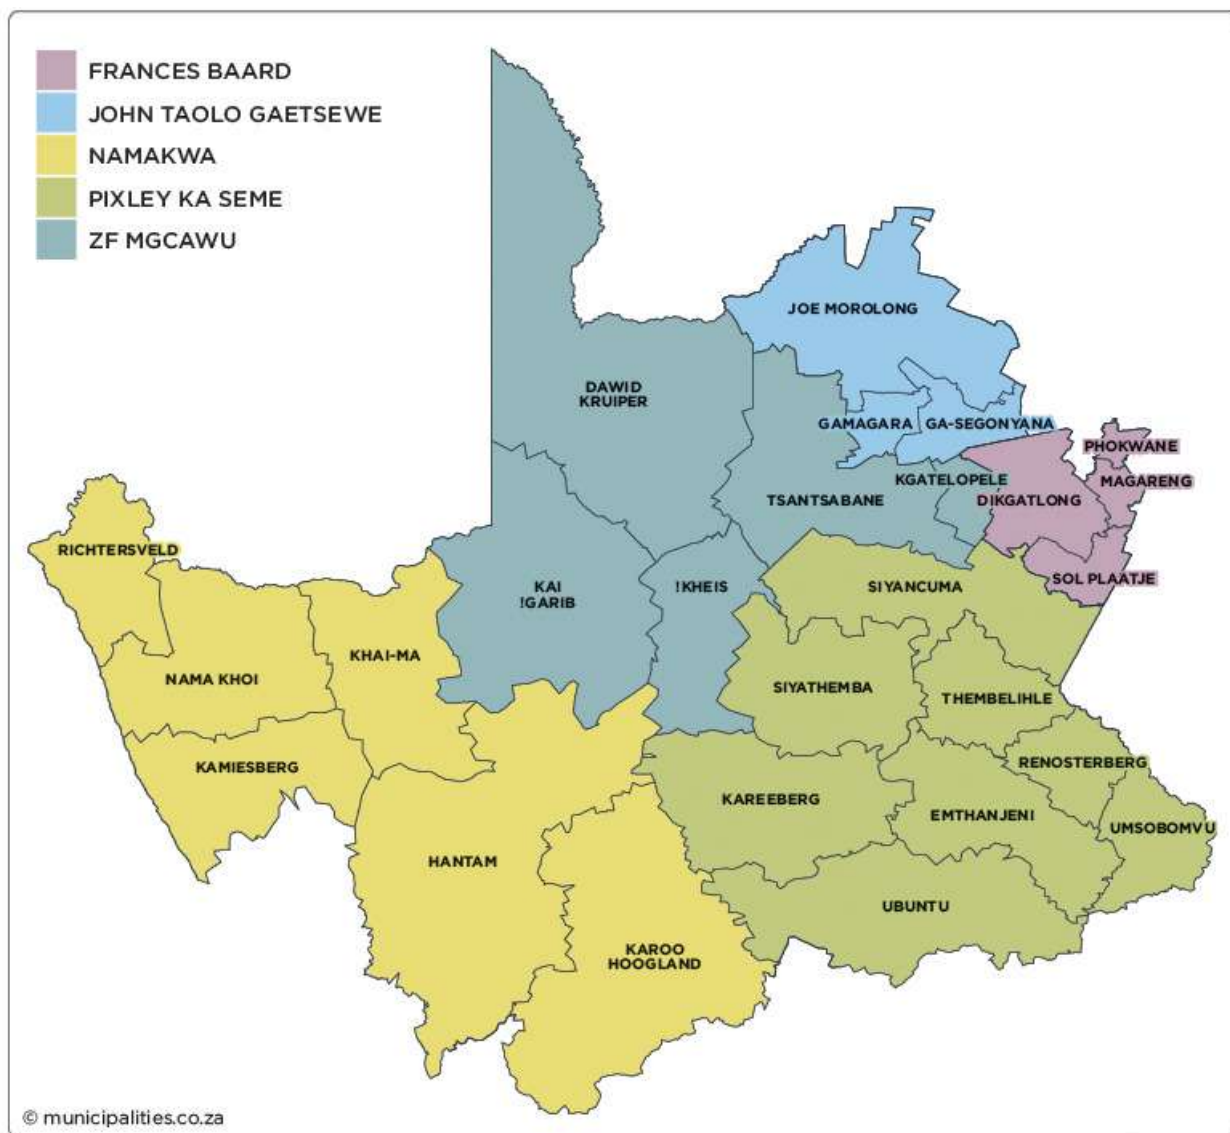 FRANCES BAARD
JOHN TAOLO GAETSEWE
NAMAKWA
PIXLEY KA SEME
ZF MGCAWU
JOE MOROLONG
DAWID
KRUIPER
GAMAGARA
GA-SEGONYANA
PHOKWANE
KGATELOPELE
MAGARENG
TSANTSABANE
DIKGATLONG
RICHTERSVELD
SOL PLAATJE
KAI
!GARIB
!KHEIS
SIYANCUMA
KHAI-MA
NAMA KHOI
SIYATHEMBA
THEMBELIHLE
KAMIESBERG
RENOSTERBERG
KAREEBERG
EMTHANJENI
UMSOBOMVU
HANTAM
UBUNTU
KAROO
HOOGLAND
© municipalities.co.za